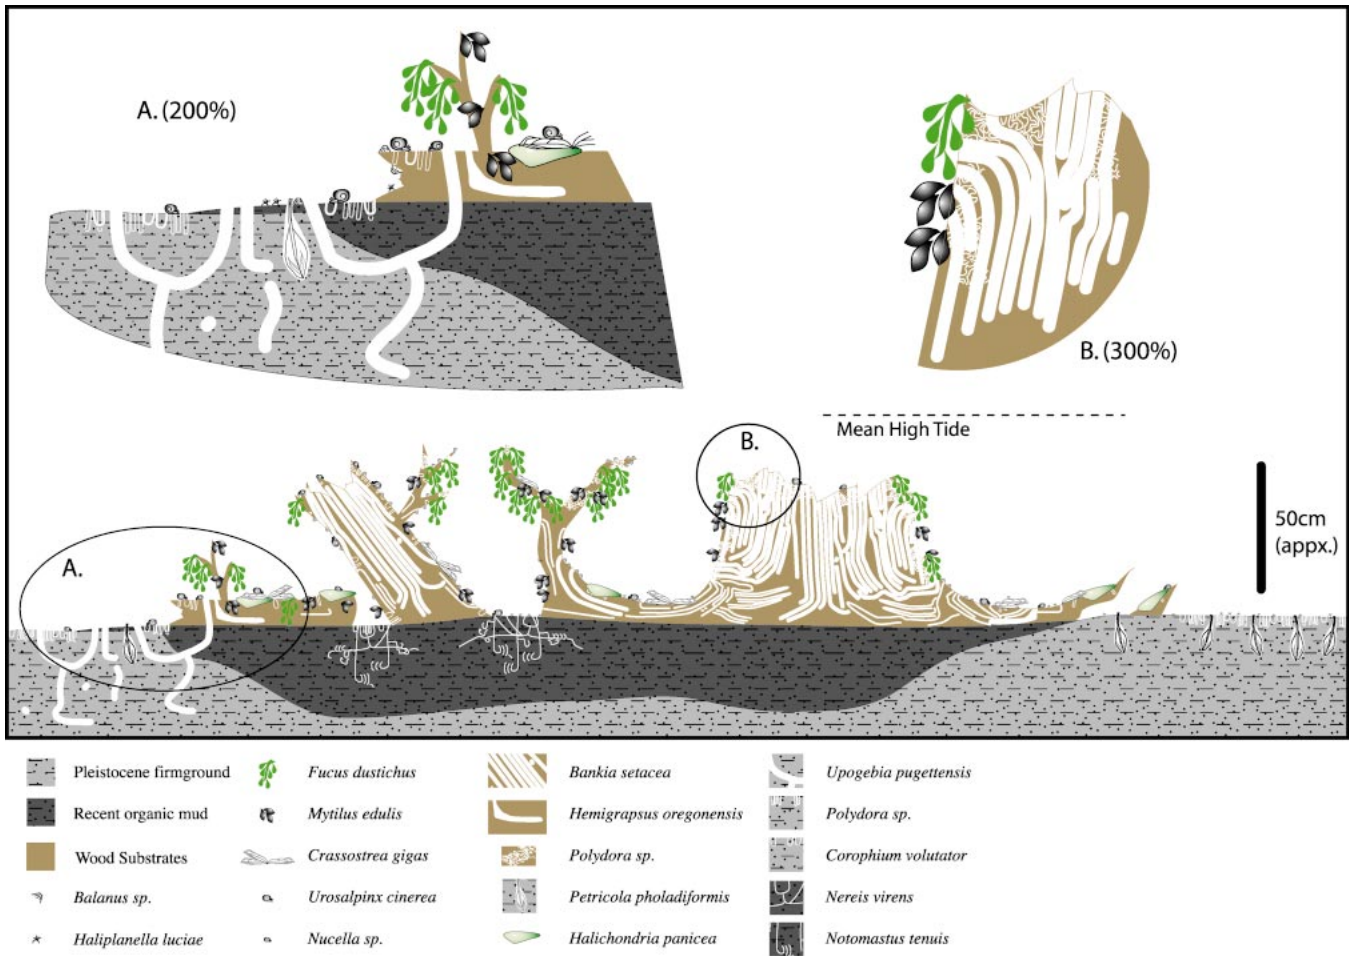 A. (200%)
B. (300%)
Mean High Tide
B.
A.
50cm
(appx.)
Pleistocene firmground
Fucus dustichus
Bankia setacea
Upogebia pugettensis
Recent organic mud
Mytilus edulis
Hemigrapsus oregonensis
Polydora sp.
Wood Substrates
Crassostrea gigas
Polydora sp.
Corophium volutator
Balanus sp.
Urosalpinx cinerea
Petricola pholadiformis
Nereis virens
Haliplanella luciae
Nucella sp.
Halichondria panicea
Notomastus tenuis